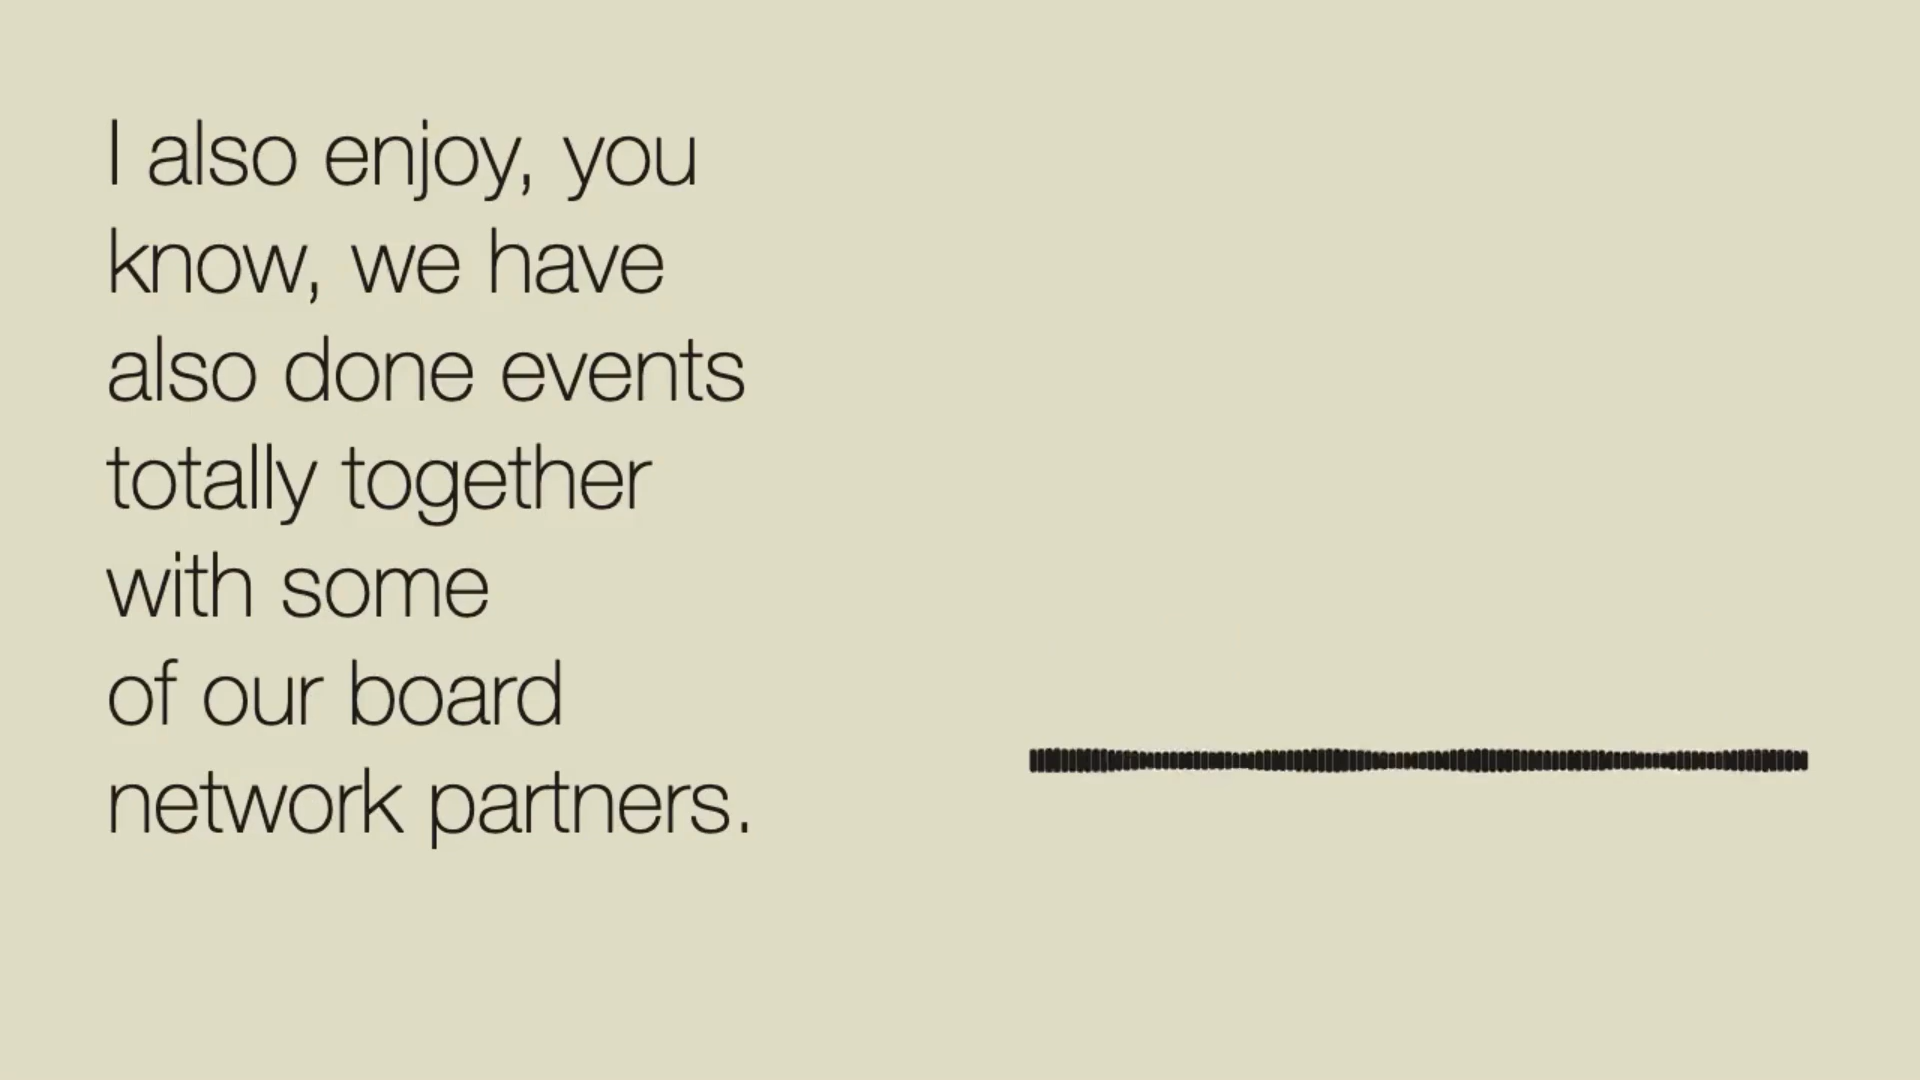 I also enjoy, you
know, we have
also done events
totally together
with some
of our board
network partners.